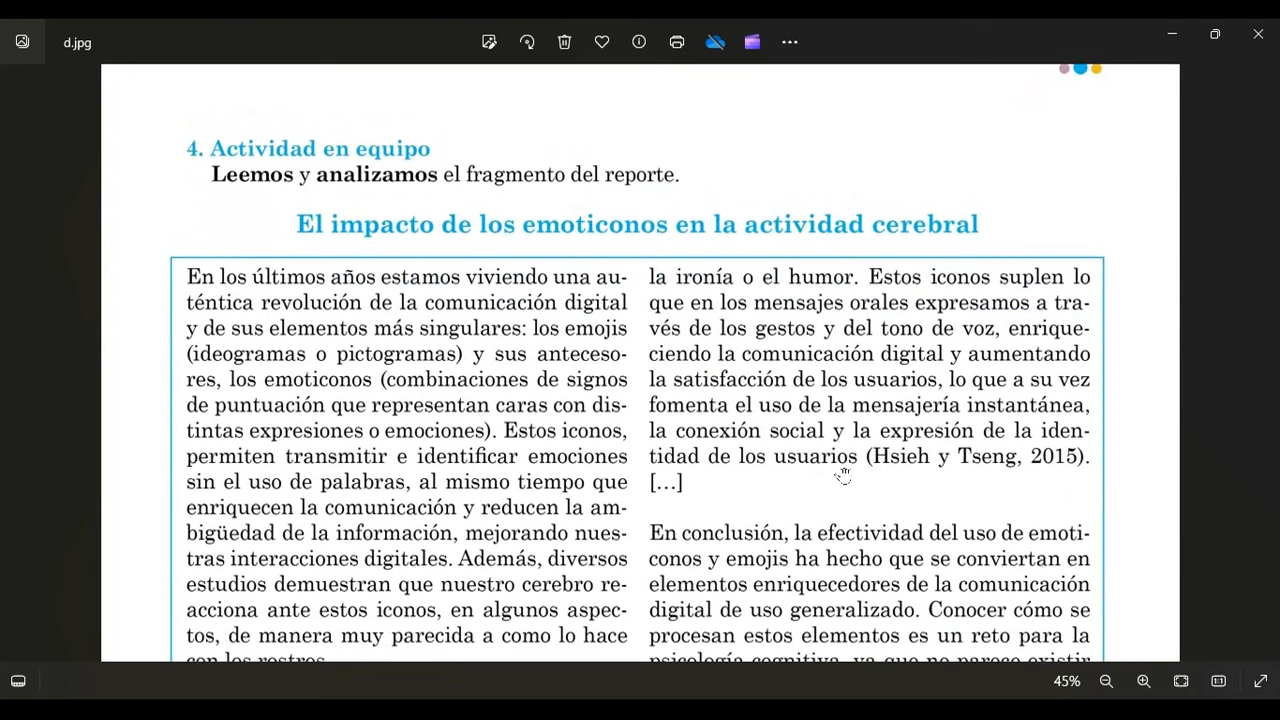 d.jpg
4. Actividad en equipo
Leemos y analizamos el fragmento del reporte.
El impacto de los emoticonos en la actividad cerebral
En los últimos años estamos viviendo una au-
téntica revolución de la comunicación digital
y de sus elementos más singulares: los emojis
(ideogramas o pictogramas) y sus anteceso-
res, los emoticonos (combinaciones de signos
de puntuación que representan caras con dis-
tintas expresiones o emociones). Estos iconos,
permiten transmitir e identificar emociones
sin el uso de palabras, al mismo tiempo que
enriquecen la comunicación y reducen la am-
bigüedad de la información, mejorando nues-
tras interacciones digitales. Además, diversos
estudios demuestran que nuestro cerebro re-
acciona ante estos iconos, en algunos aspec-
tos, de manera muy parecida a como lo hace
con los rostros.
la ironía o el humor. Estos iconos suplen lo
que en los mensajes orales expresamos a tra-
vés de los gestos y del tono de voz, enrique-
ciendo la comunicación digital y aumentando
la satisfacción de los usuarios, lo que a su vez
fomenta el uso de la mensajería instantánea,
la conexión social y la expresión de la iden-
tidad de los usuarios (Hsieh y Tseng, 2015).
[…]
En conclusión, la efectividad del uso de emoti-
conos y emojis ha hecho que se conviertan en
elementos enriquecedores de la comunicación
digital de uso generalizado. Conocer cómo se
procesan estos elementos es un reto para la
psicología cognitiva, ya que no parece existir
45%